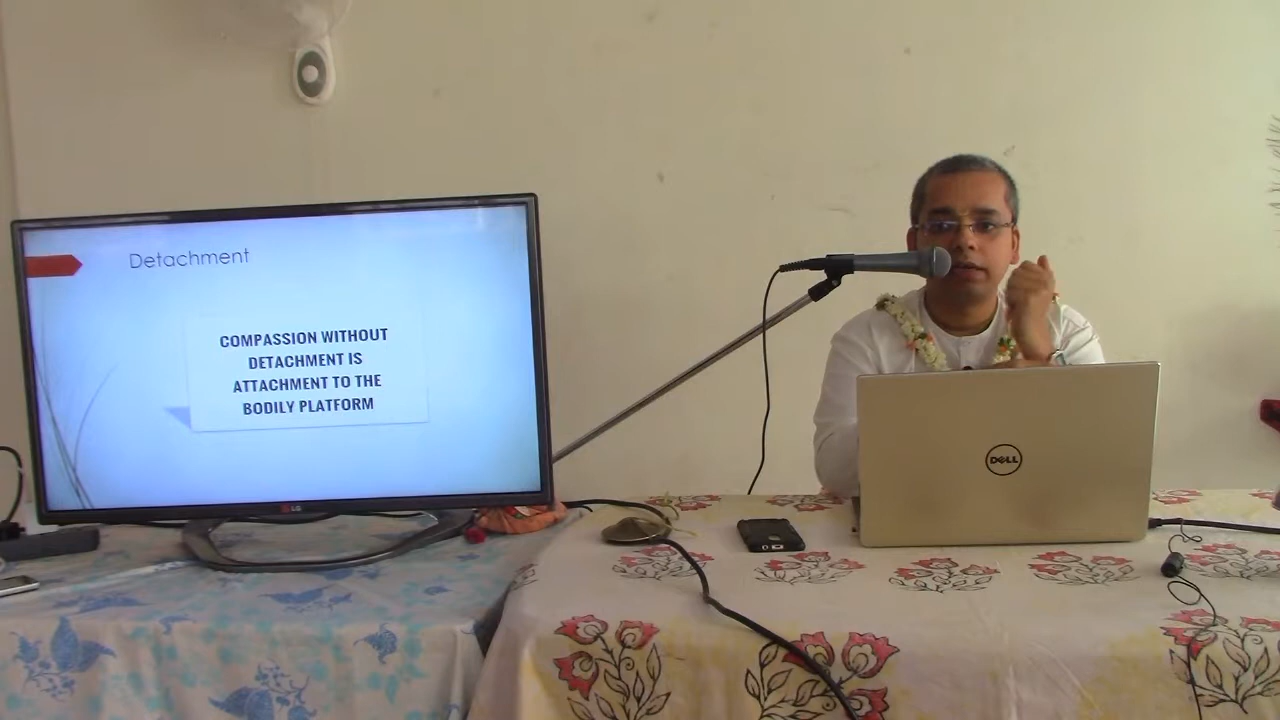 Detachment
COMPASSION WITHOUT
DETACHMENT IS
ATTACHMENT TO THE
BODILY PLATFORM
LG
DELL